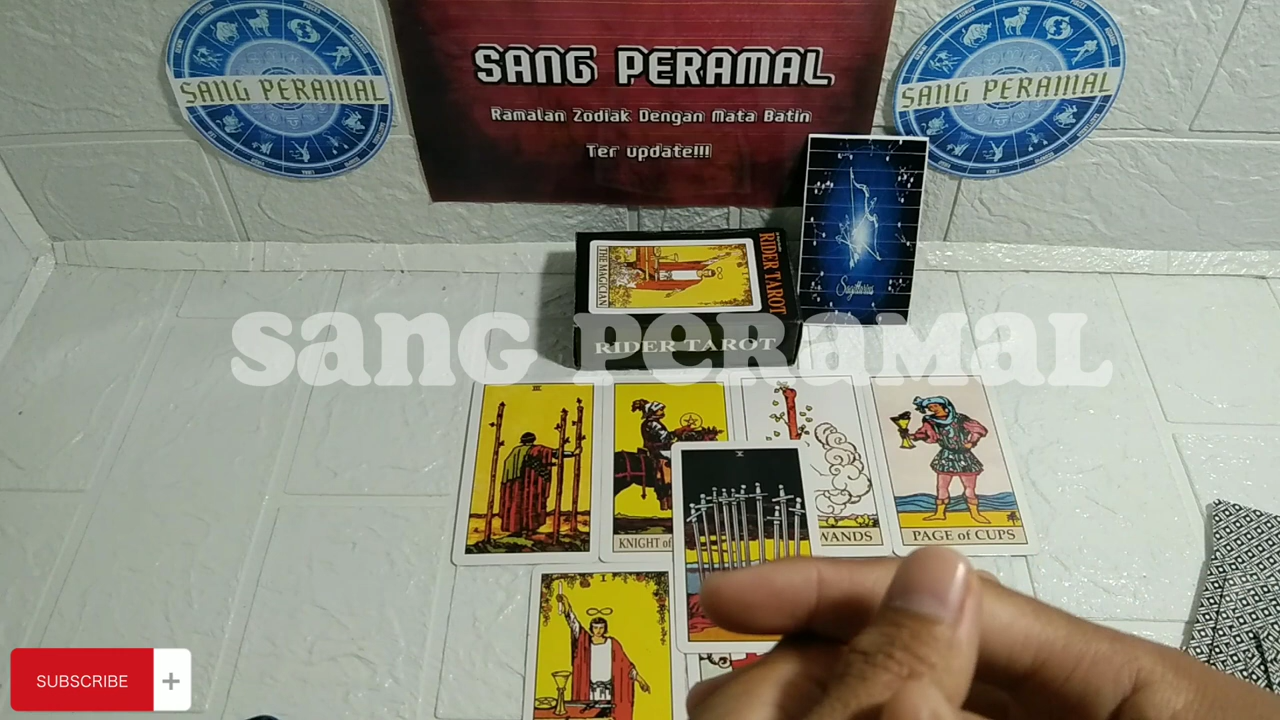 SANG PERAMAL
SANG PERAMAL
Ramalan Zodiak Dengan Mata Batin
Ter update!!!
SANG PERAMAL
THE MAGICIAN
RIDER TAROT
RIDER TAROT
Sagittarius
SANG PERAMAL
III
KNIGHT of
WANDS
PAGE of CUPS
X
I
SUBSCRIBE +